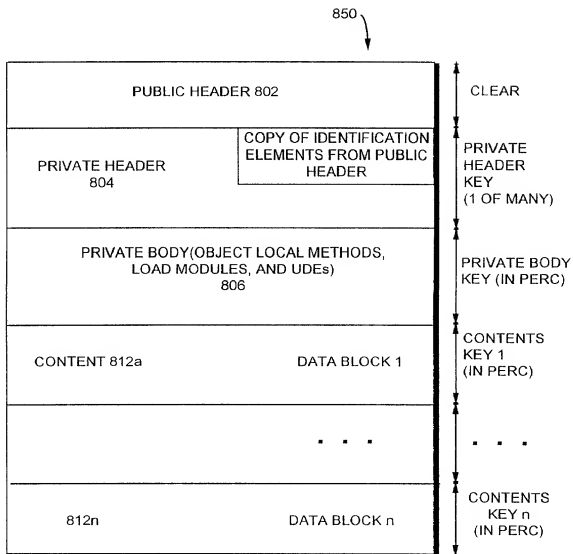 850
PUBLIC HEADER 802
CLEAR
COPY OF IDENTIFICATION
ELEMENTS FROM PUBLIC
HEADER
PRIVATE HEADER
804
PRIVATE
HEADER
KEY
(1 OF MANY)
PRIVATE BODY(OBJECT LOCAL METHODS,
LOAD MODULES, AND UDEs)
806
PRIVATE BODY
KEY (IN PERC)
CONTENT 812a
DATA BLOCK 1
CONTENTS
KEY 1
(IN PERC)
. . .
. . .
812n
DATA BLOCK n
CONTENTS
KEY n
(IN PERC)